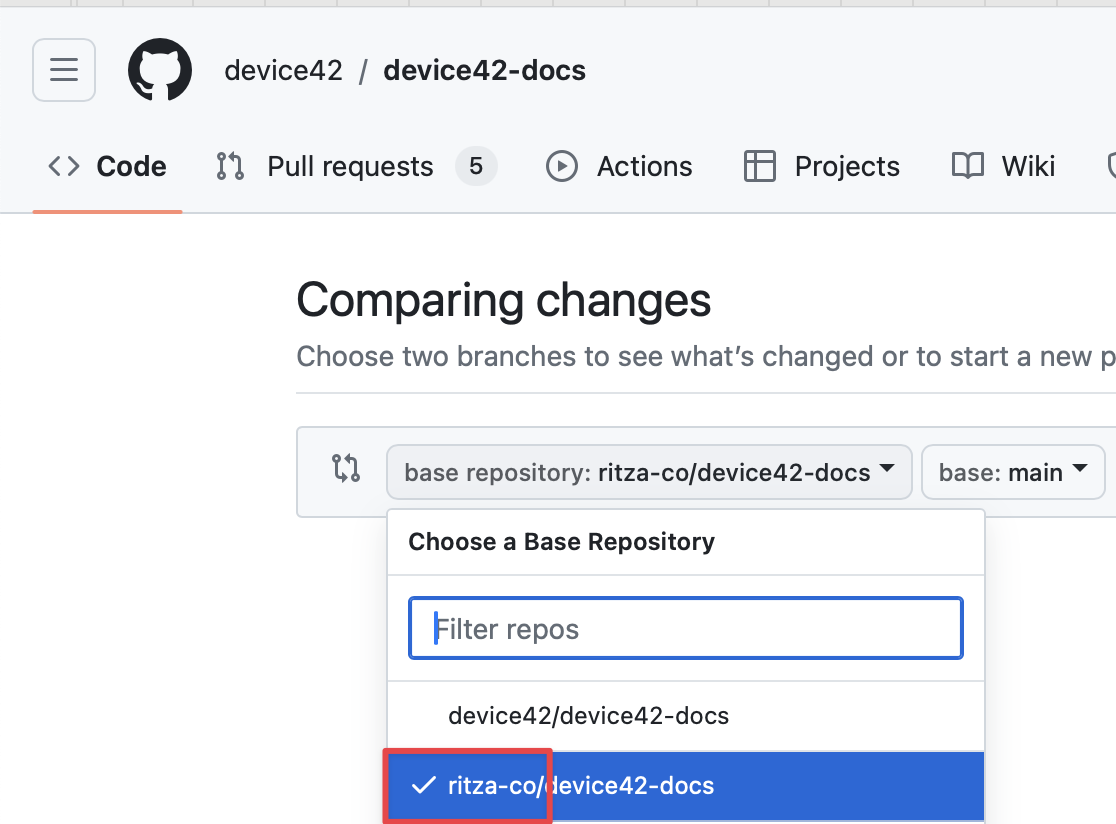 device42 / device42-docs
Code Pull requests 5 Actions Projects Wiki
Comparing changes
Choose two branches to see what's changed or to start a new p
base repository: ritza-co/device42-docs base: main
Choose a Base Repository
Filter repos
device42/device42-docs
ritza-co/device42-docs